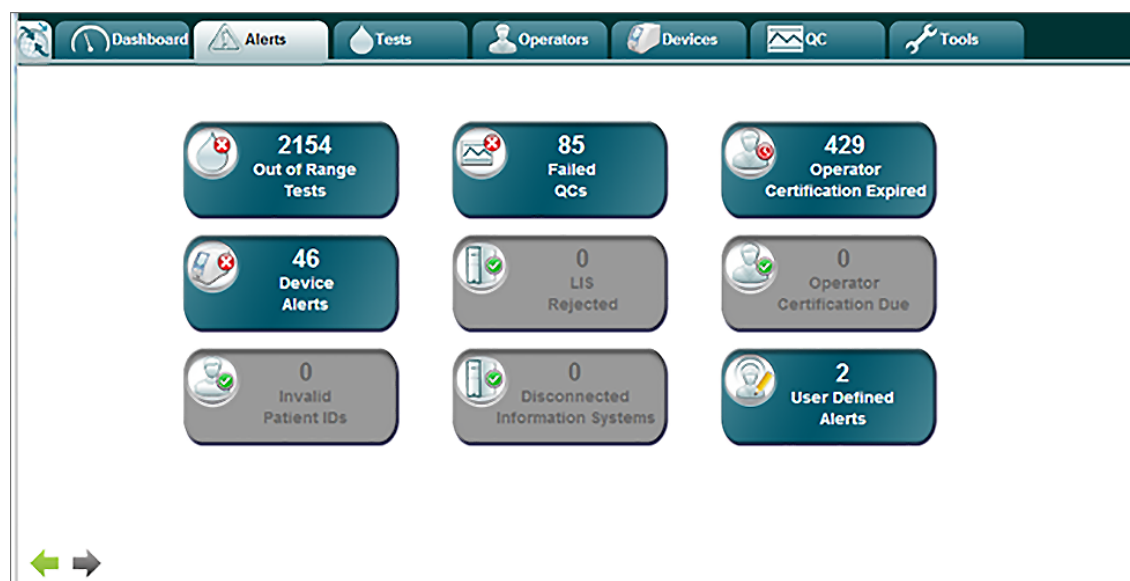 Dashboard Alerts Tests Operators Devices QC Tools
2154
Out of Range
Tests
85
Failed
QCs
429
Operator
Certification Expired
46
Device
Alerts
0
LIS
Rejected
0
Operator
Certification Due
0
Invalid
Patient IDs
0
Disconnected
Information Systems
2
User Defined
Alerts